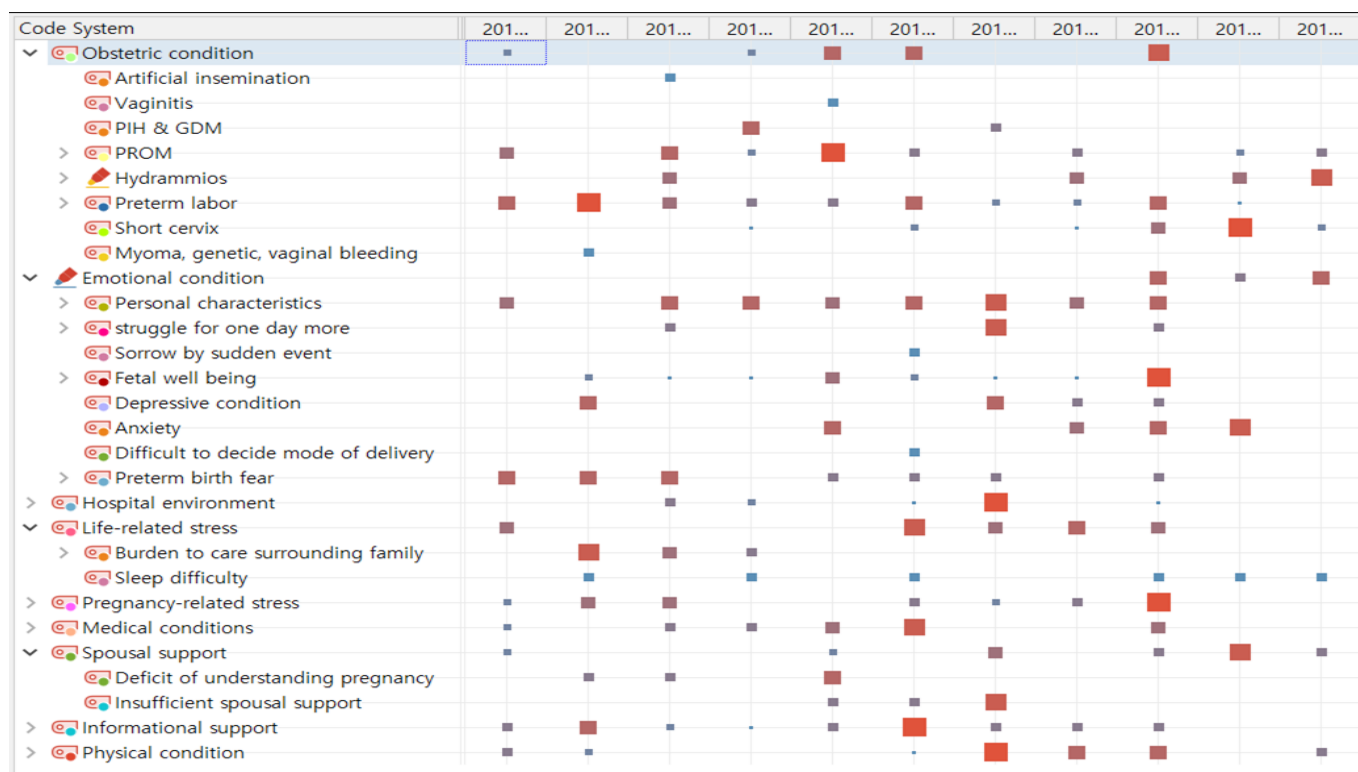 Code System 201... 201... 201... 201... 201... 201... 201... 201... 201... 201... 201...
Obstetric condition
Artificial insemination
Vaginitis
PIH & GDM
PROM
Hydrammios
Preterm labor
Short cervix
Myoma, genetic, vaginal bleeding
Emotional condition
Personal characteristics
struggle for one day more
Sorrow by sudden event
Fetal well being
Depressive condition
Anxiety
Difficult to decide mode of delivery
Preterm birth fear
Hospital environment
Life-related stress
Burden to care surrounding family
Sleep difficulty
Pregnancy-related stress
Medical conditions
Spousal support
Deficit of understanding pregnancy
Insufficient spousal support
Informational support
Physical condition